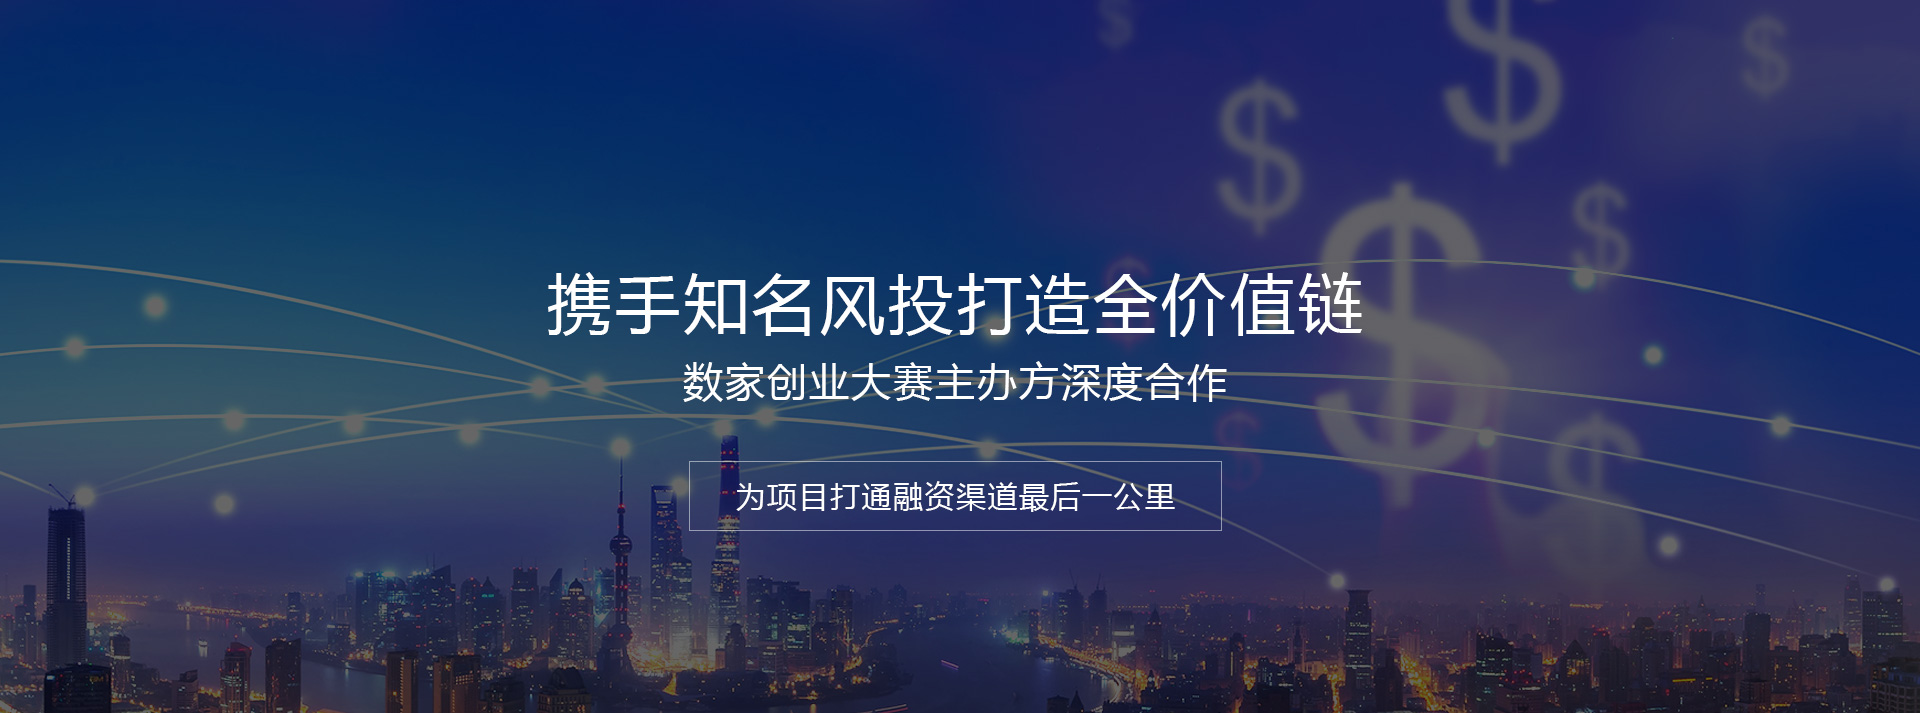 携手知名风投打造全价值链
数家创业大赛主办方深度合作
为项目打通融资渠道最后一公里